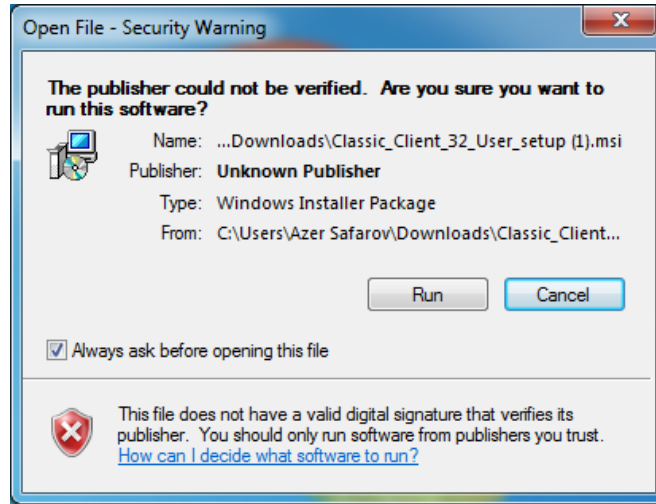 Open File - Security Warning
The publisher could not be verified.  Are you sure you want to
run this software?
Name: ...Downloads\Classic_Client_32_User_setup (1).msi
Publisher: Unknown Publisher
Type: Windows Installer Package
From: C:\Users\Azer Safarov\Downloads\Classic_Client...
Run Cancel
Always ask before opening this file
This file does not have a valid digital signature that verifies its
publisher.  You should only run software from publishers you trust.
How can I decide what software to run?